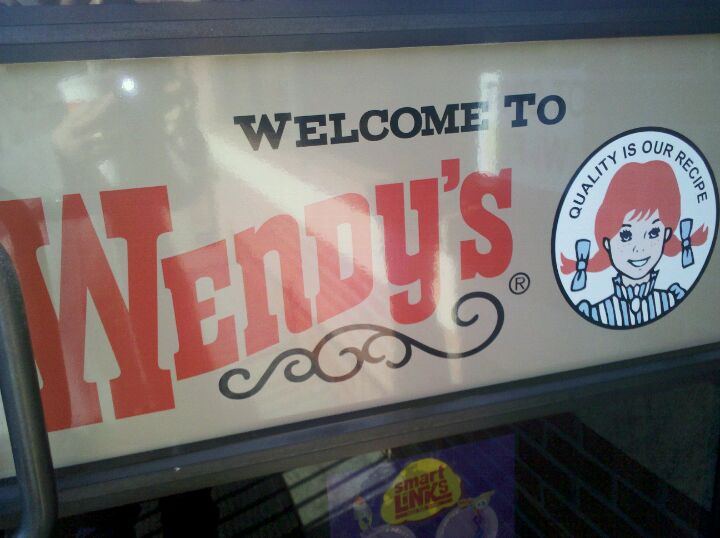 WELCOME TO
WENDY'S®
QUALITY IS OUR RECIPE
smart
LINKS